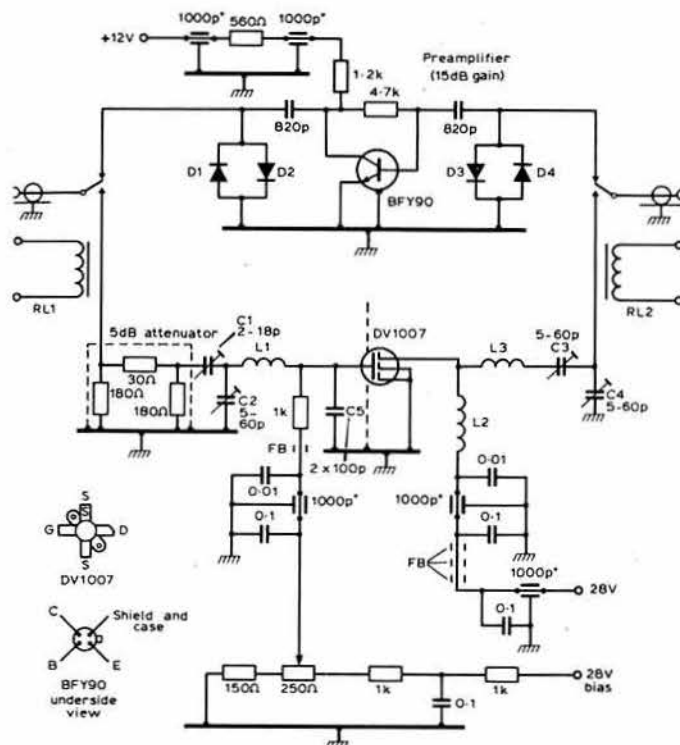 1000p* 560Ω 1000p*
+12V
Preamplifier
(15dB gain)
1·2k
4·7k
820p
820p
D1
D2
D3
D4
BFY90
RL1
RL2
5dB attenuator
C1
2-18p
L1
DV1007
L3
5-60p
C3
30Ω
180Ω
180Ω
C2
5-
60p
1k
C5
2 x 100p
L2
C4
5-60p
FB
0·01
1000p*
0·1
0·01
1000p*
0·1
FB
1000p*
28V
0·1
S
S
G
D
S
DV1007
C
Shield and
case
B
E
BFY90
underside
view
150Ω
250Ω
1k
1k
28V
bias
0·1